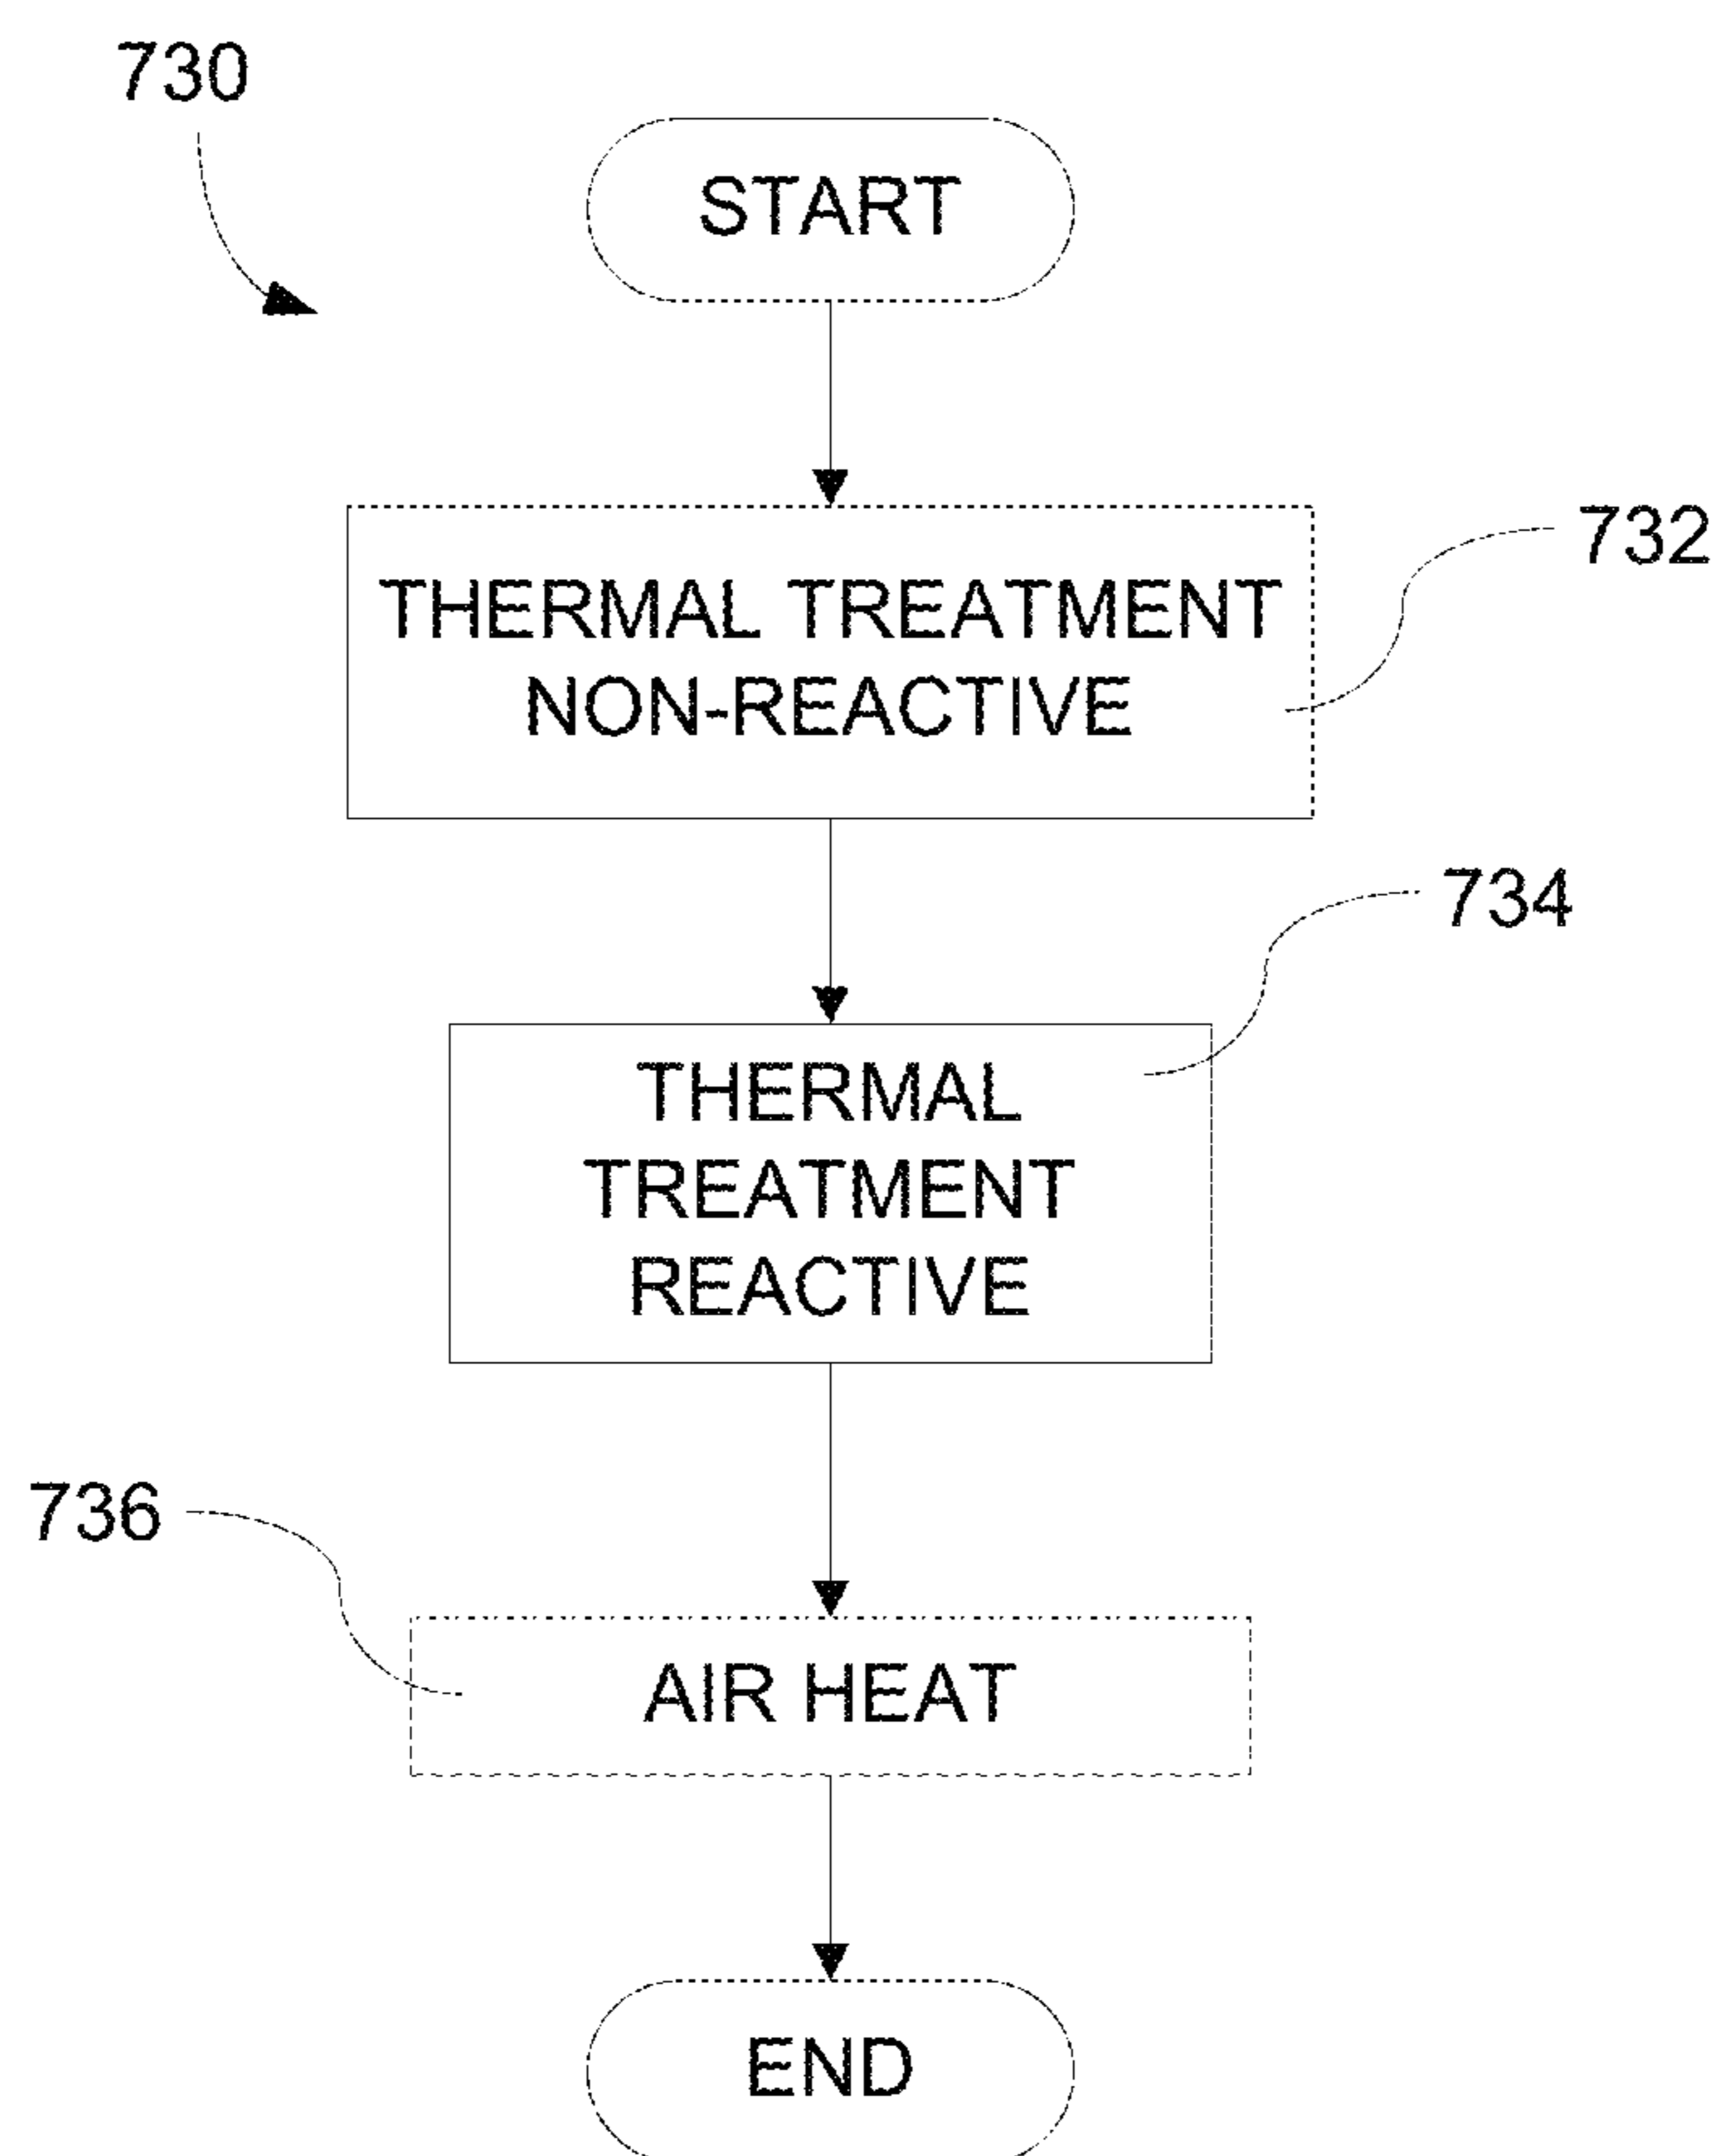 730
START
THERMAL TREATMENT
NON-REACTIVE
732
734
THERMAL
TREATMENT
REACTIVE
736
AIR HEAT
END